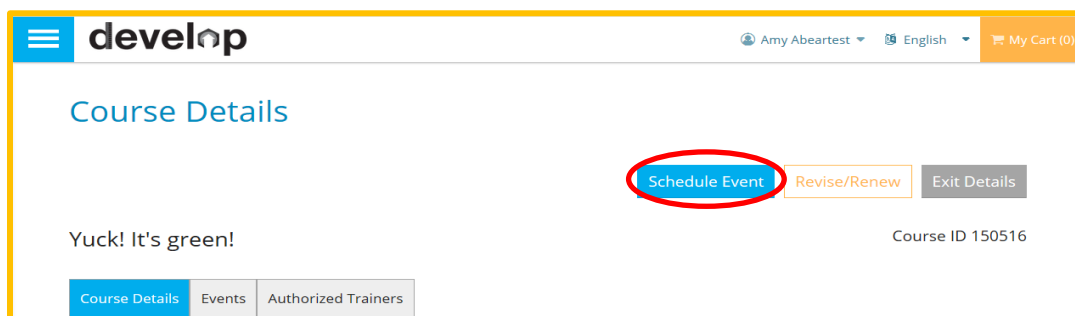 develop
Amy Abeartest English My Cart (0)
Course Details
Schedule Event Revise/Renew Exit Details
Yuck! It's green! Course ID 150516
Course Details Events Authorized Trainers